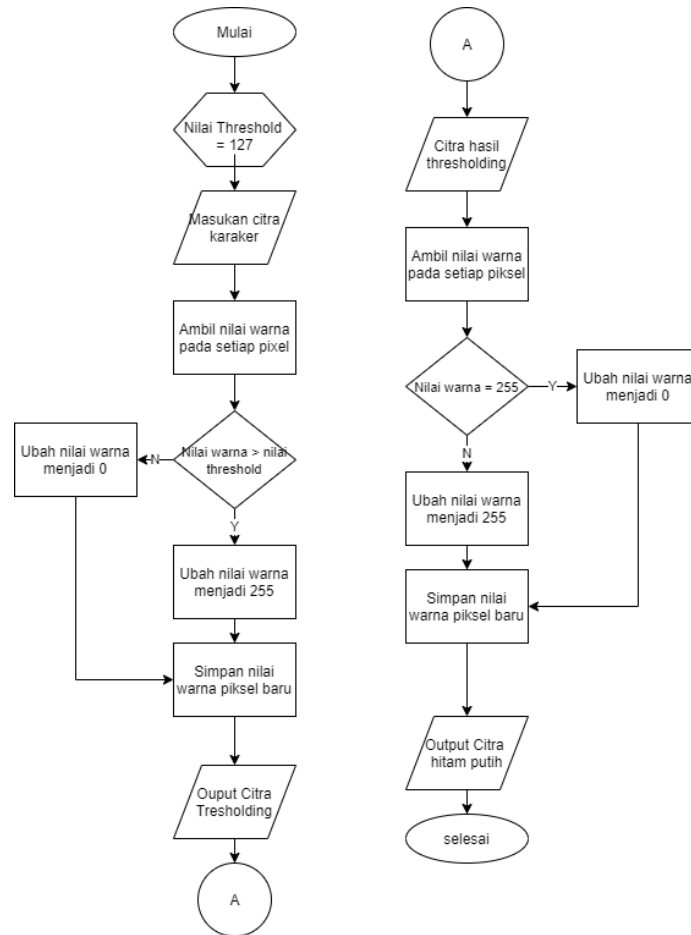 Mulai
Nilai Threshold
= 127
Masukan citra
karaker
Ambil nilai warna
pada setiap pixel
Nilai warna > nilai
threshold
N
Ubah nilai warna
menjadi 0
Y
Ubah nilai warna
menjadi 255
Simpan nilai
warna piksel baru
Ouput Citra
Tresholding
A
A
Citra hasil
thresholding
Ambil nilai warna
pada setiap piksel
Nilai warna = 255
Y
Ubah nilai warna
menjadi 0
N
Ubah nilai warna
menjadi 255
Simpan nilai
warna piksel baru
Output Citra
hitam putih
selesai